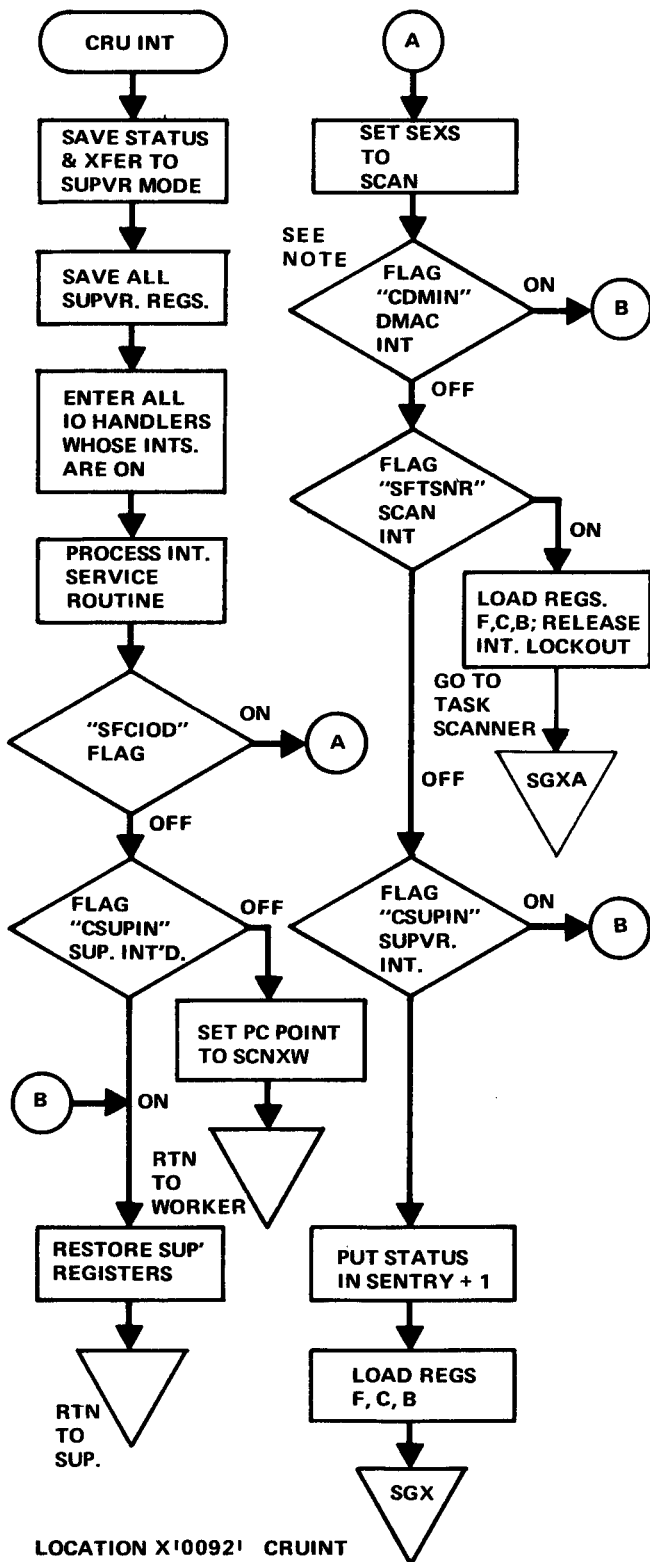 CRU INT
SAVE STATUS
& XFER TO
SUPVR MODE
SAVE ALL
SUPVR. REGS.
ENTER ALL
IO HANDLERS
WHOSE INTS.
ARE ON
PROCESS INT.
SERVICE
ROUTINE
"SFCIOD"
FLAG
ON
A
OFF
FLAG
"CSUPIN"
SUP. INT'D.
OFF
SET PC POINT
TO SCNXW
RTN
TO
WORKER
B
ON
RESTORE SUP'
REGISTERS
RTN
TO
SUP.
A
SET SEXS
TO
SCAN
SEE
NOTE
FLAG
"CDMIN"
DMAC
INT
ON
B
OFF
FLAG
"SFTSNR"
SCAN
INT
ON
LOAD REGS.
F,C,B; RELEASE
INT. LOCKOUT
GO TO
TASK
SCANNER
SGXA
OFF
FLAG
"CSUPIN"
SUPVR.
INT.
ON
B
PUT STATUS
IN SENTRY + 1
LOAD REGS
F, C, B
SGX
LOCATION X'0092' CRUINT